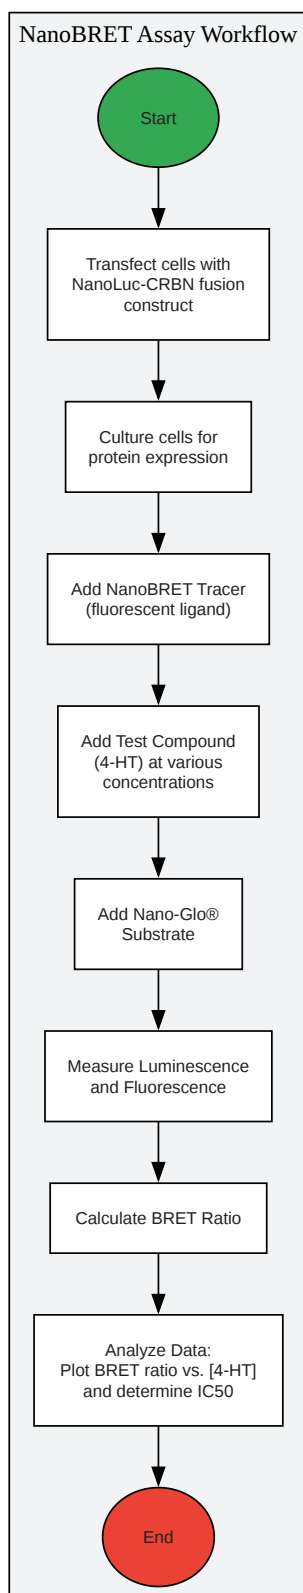 NanoBRET Assay Workflow
Start
Transfect cells with
NanoLuc-CRBN fusion
construct
Culture cells for
protein expression
Add NanoBRET Tracer
(fluorescent ligand)
Add Test Compound
(4-HT) at various
concentrations
Add Nano-Glo®
Substrate
Measure Luminescence
and Fluorescence
Calculate BRET Ratio
Analyze Data:
Plot BRET ratio vs. [4-HT]
and determine IC50
End